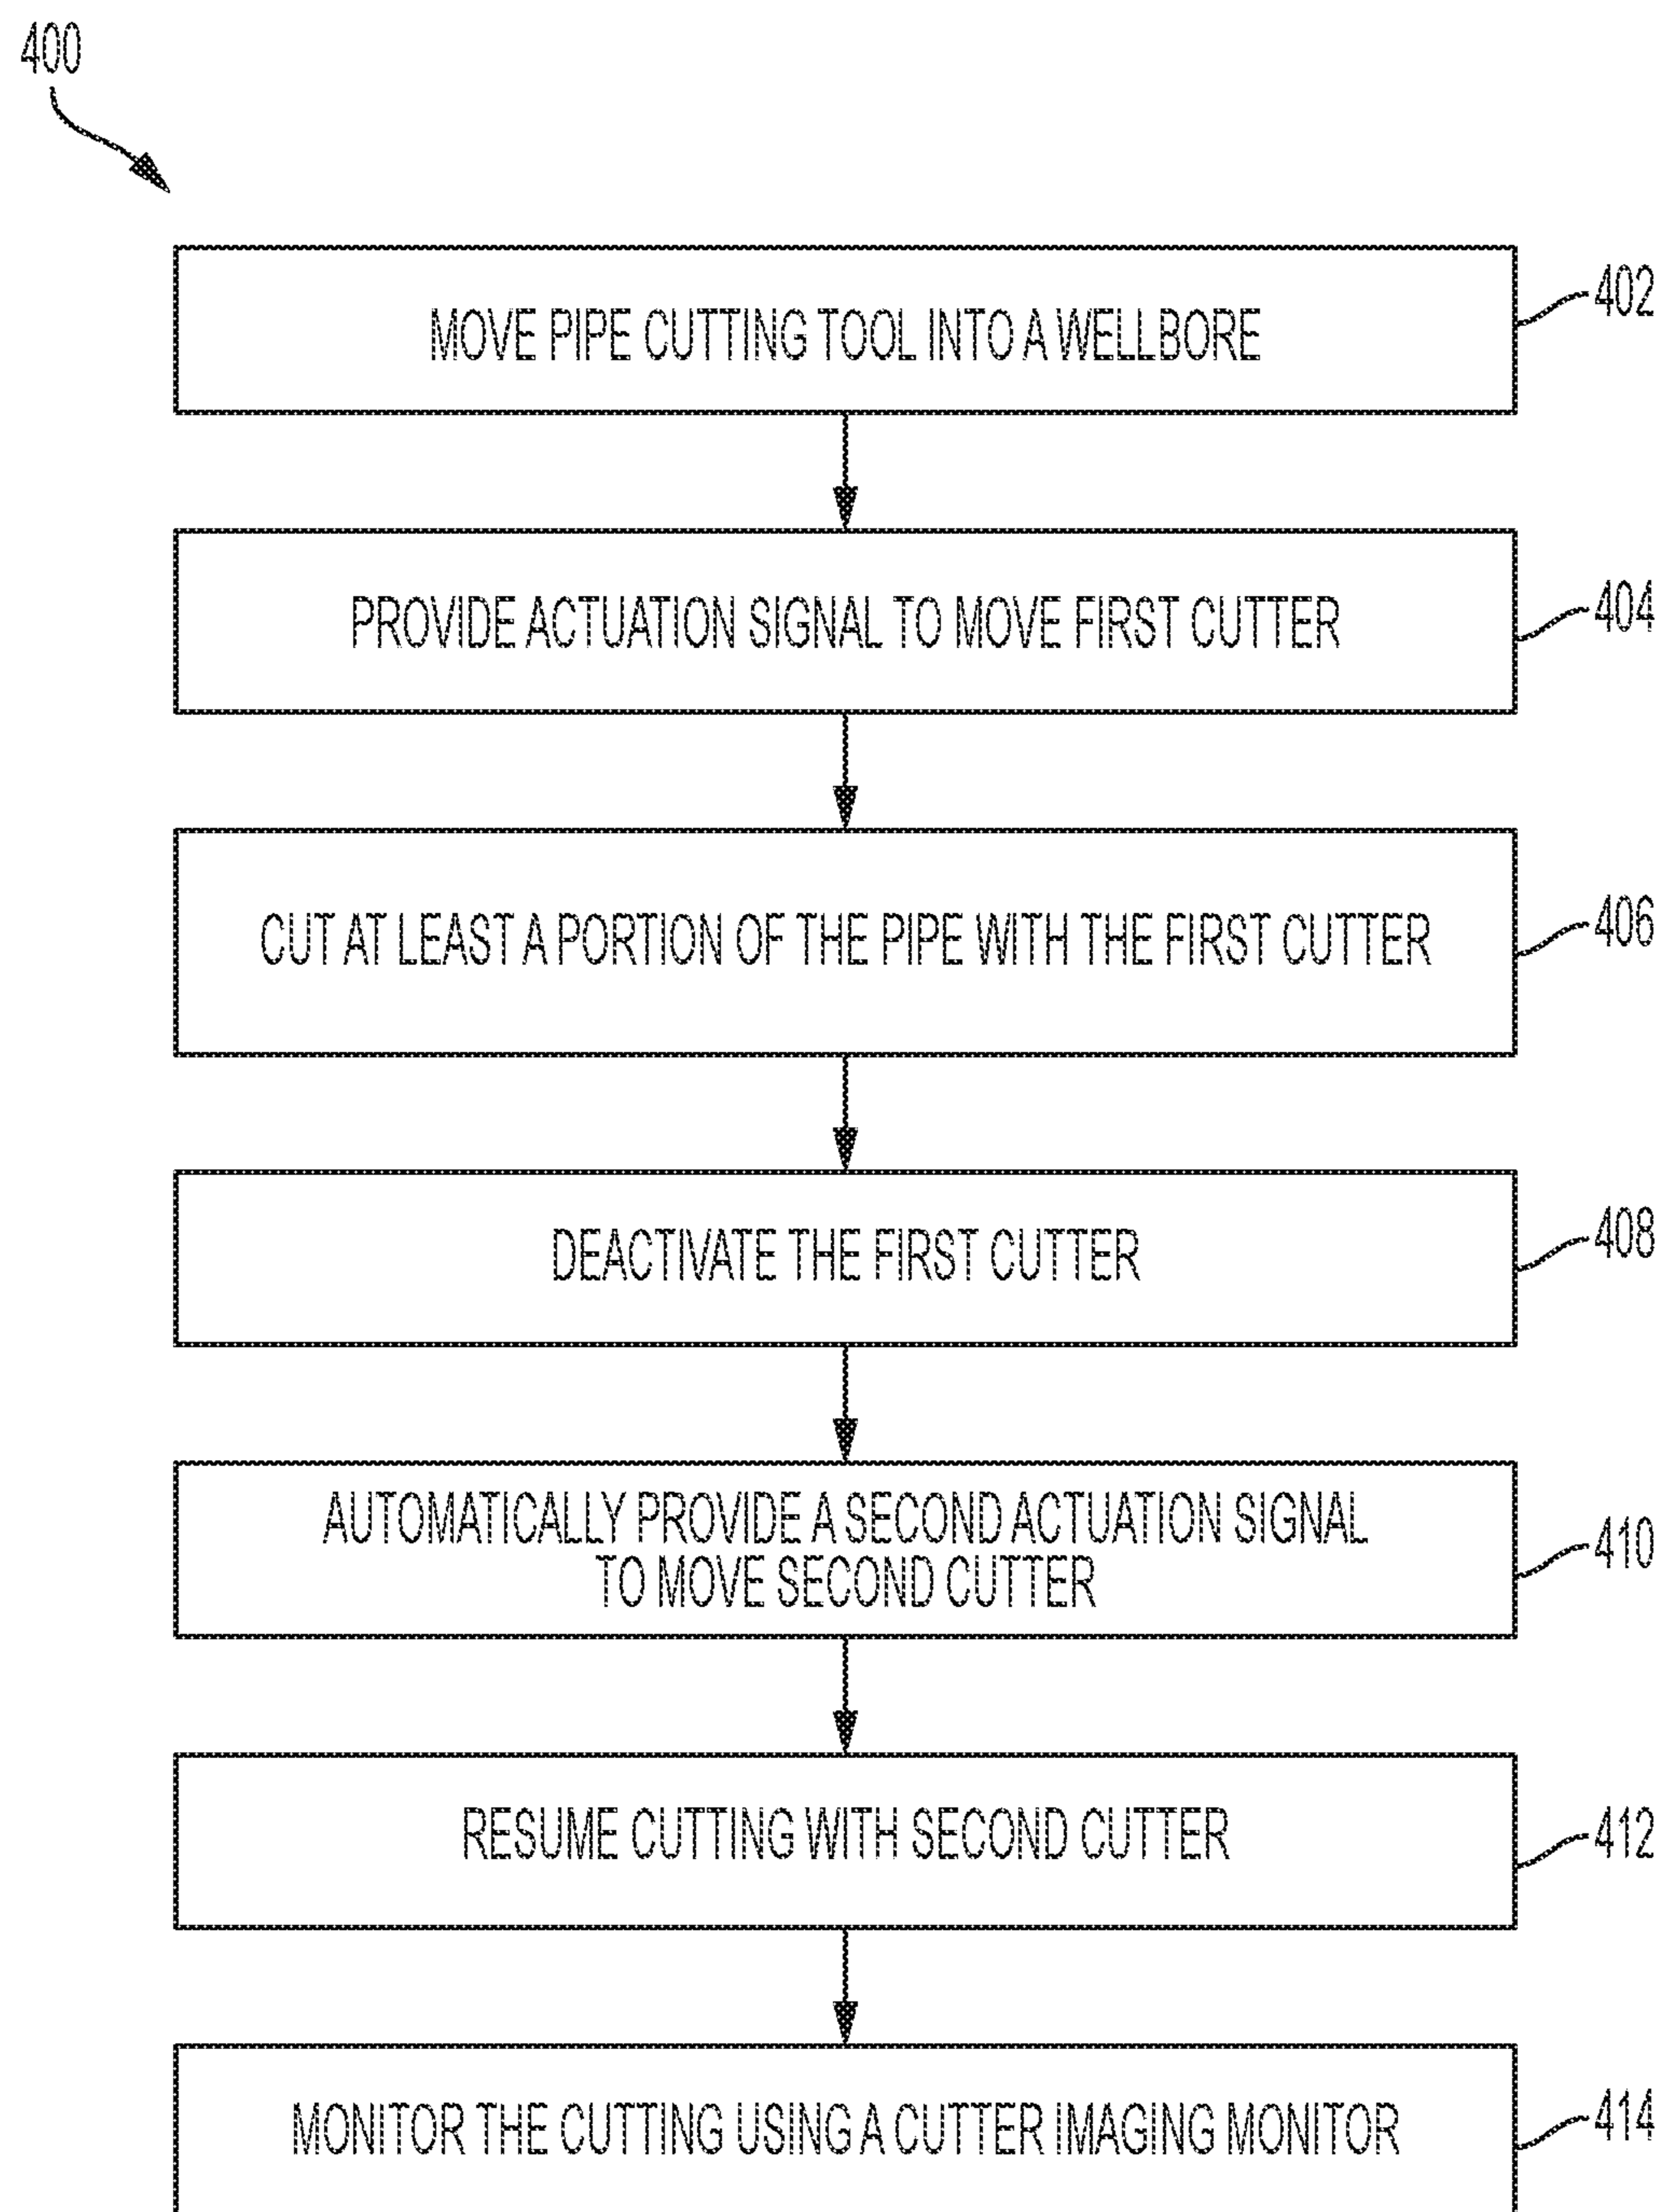 400
MOVE PIPE CUTTING TOOL INTO A WELLBORE
402
PROVIDE ACTUATION SIGNAL TO MOVE FIRST CUTTER
404
CUT AT LEAST A PORTION OF THE PIPE WITH THE FIRST CUTTER
406
DEACTIVATE THE FIRST CUTTER
408
AUTOMATICALLY PROVIDE A SECOND ACTUATION SIGNAL
TO MOVE SECOND CUTTER
410
RESUME CUTTING WITH SECOND CUTTER
412
MONITOR THE CUTTING USING A CUTTER IMAGING MONITOR
414